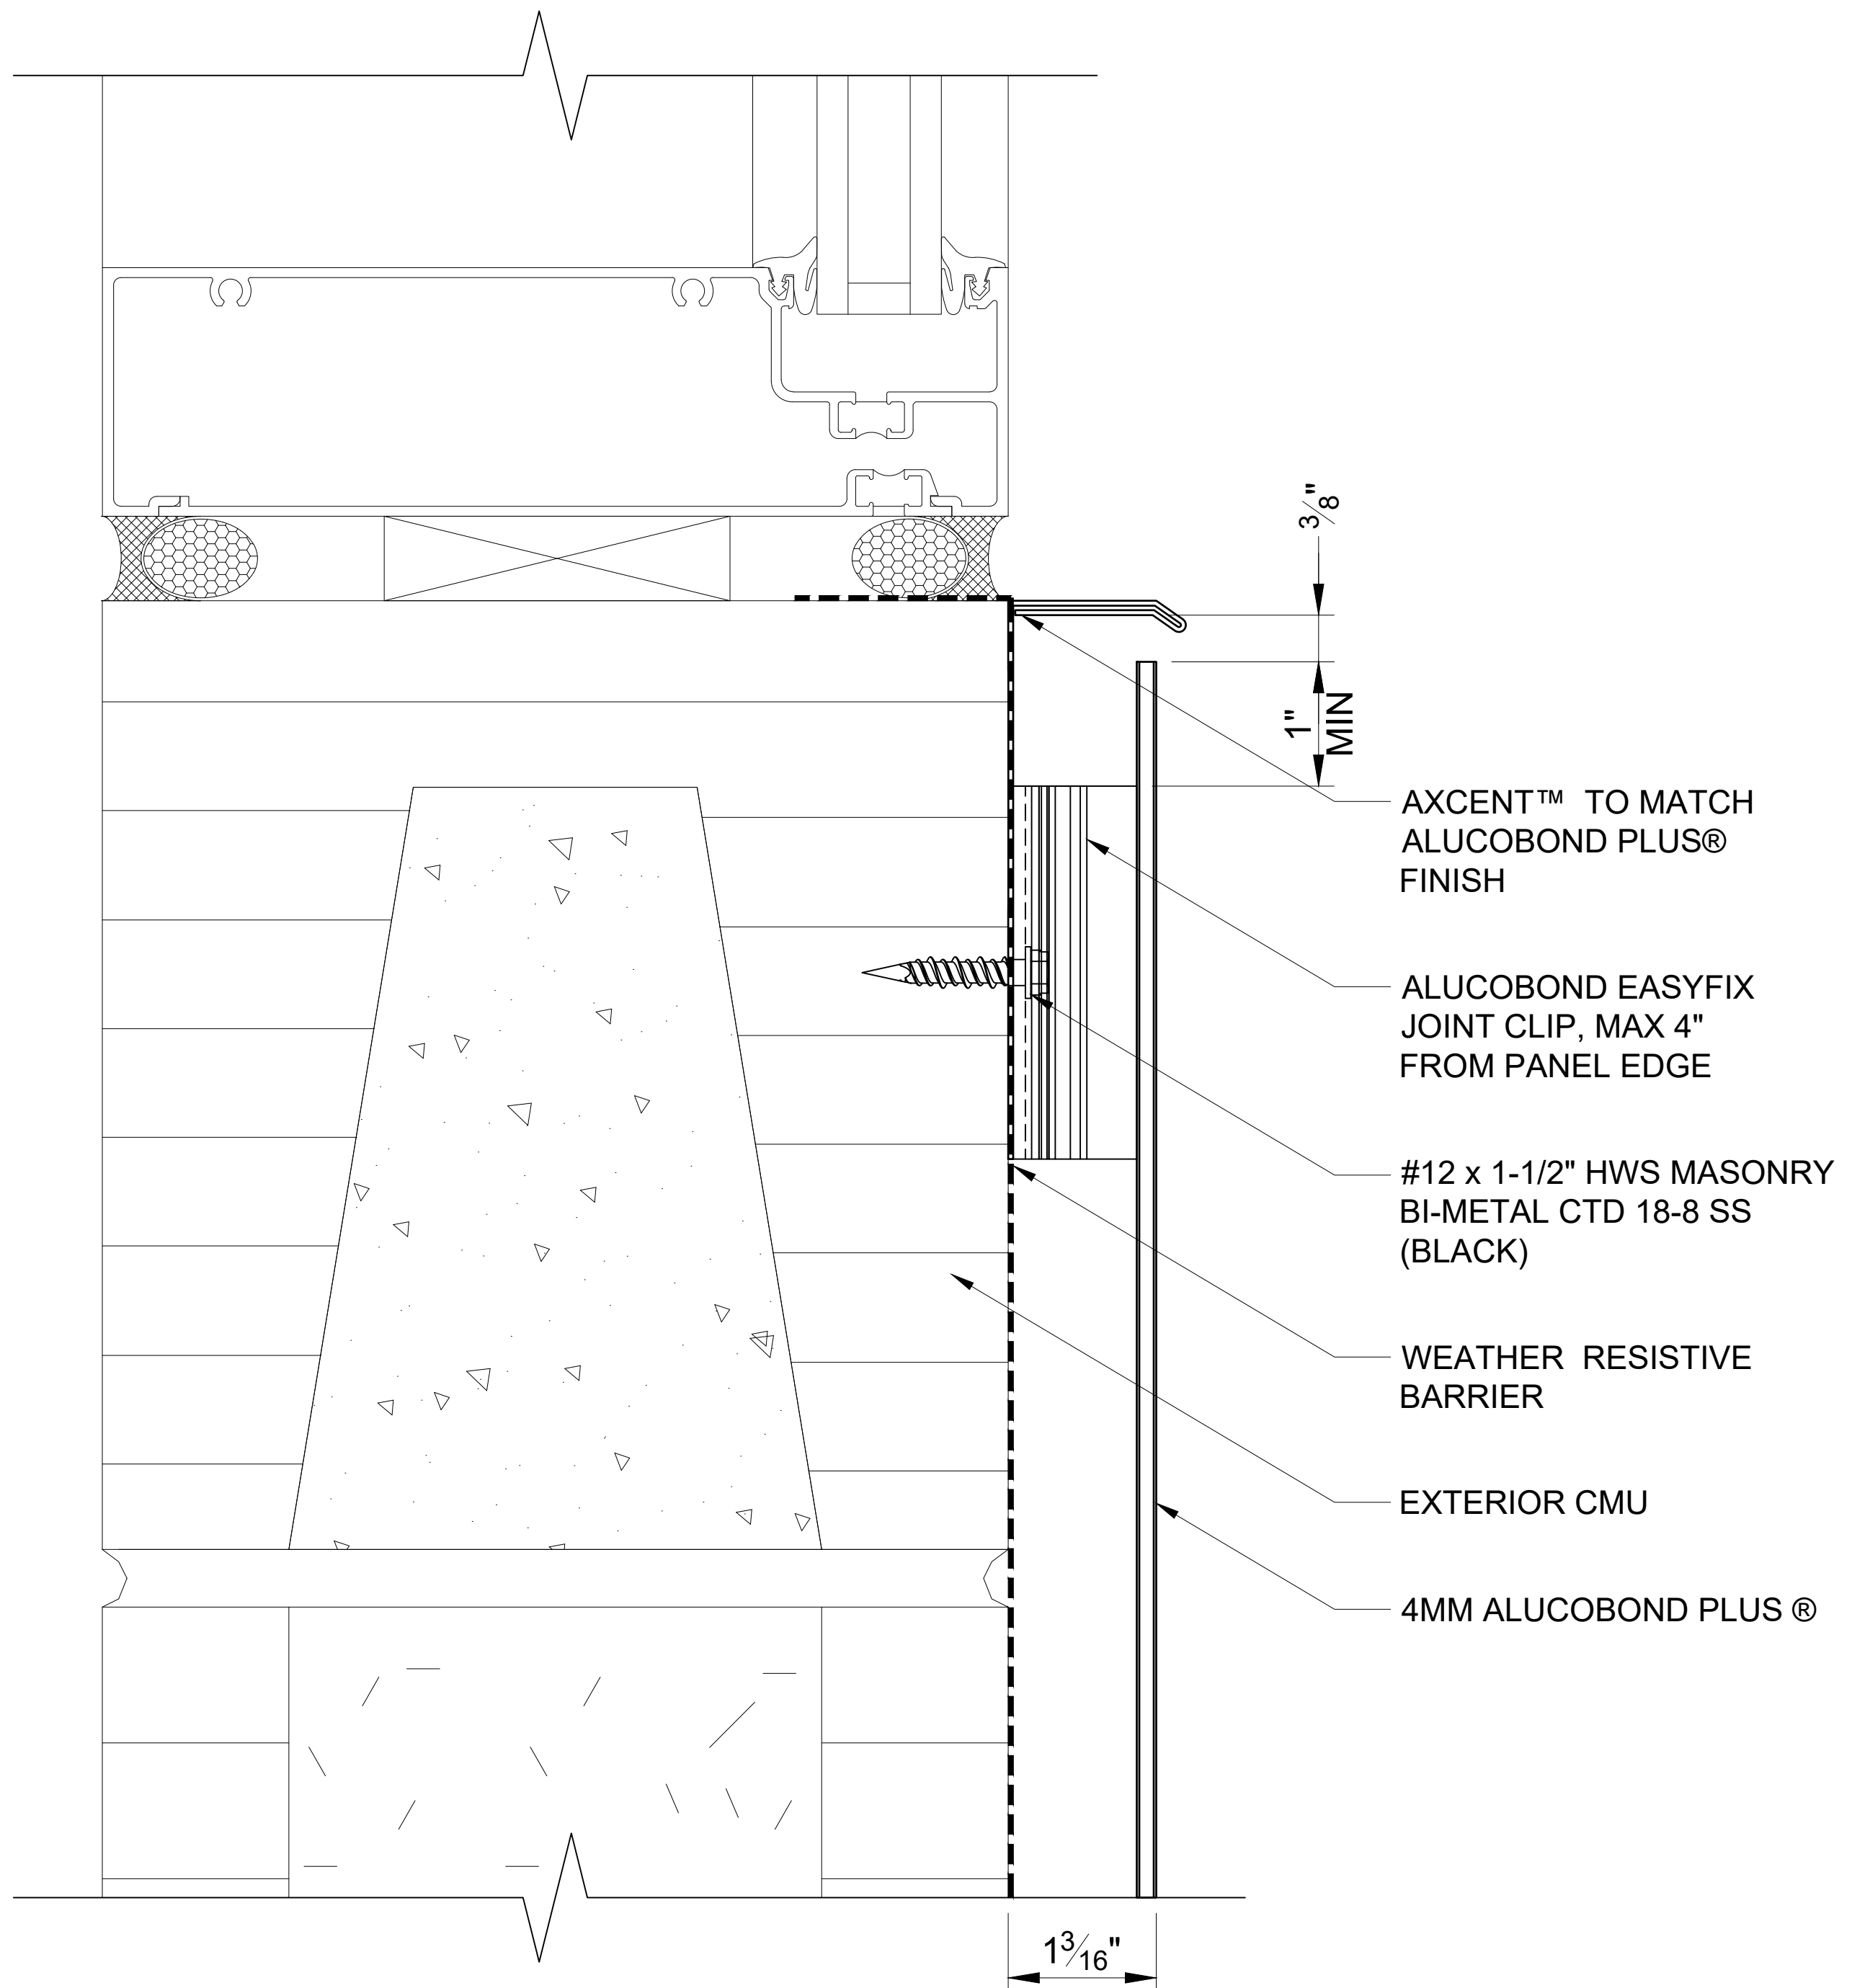 3/8"
1"
MIN
AXCENT™ TO MATCH
ALUCOBOND PLUS®
FINISH
ALUCOBOND EASYFIX
JOINT CLIP, MAX 4"
FROM PANEL EDGE
#12 x 1-1/2" HWS MASONRY
BI-METAL CTD 18-8 SS
(BLACK)
WEATHER RESISTIVE
BARRIER
EXTERIOR CMU
4MM ALUCOBOND PLUS ®
1 3/16"